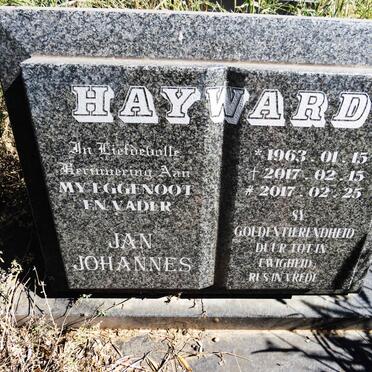 HAYWARD
In Liefdevolle
Herinnering Aan
MY EGGENOOT
EN VADER
JAN
JOHANNES
* 1963 . 01 . 15
† 2017 . 02 . 15
# 2017 . 02 . 25
SY
GOEDENTIERENDHEID
DUUR TOT IN
EWIGHEID.
RUS IN VREDE